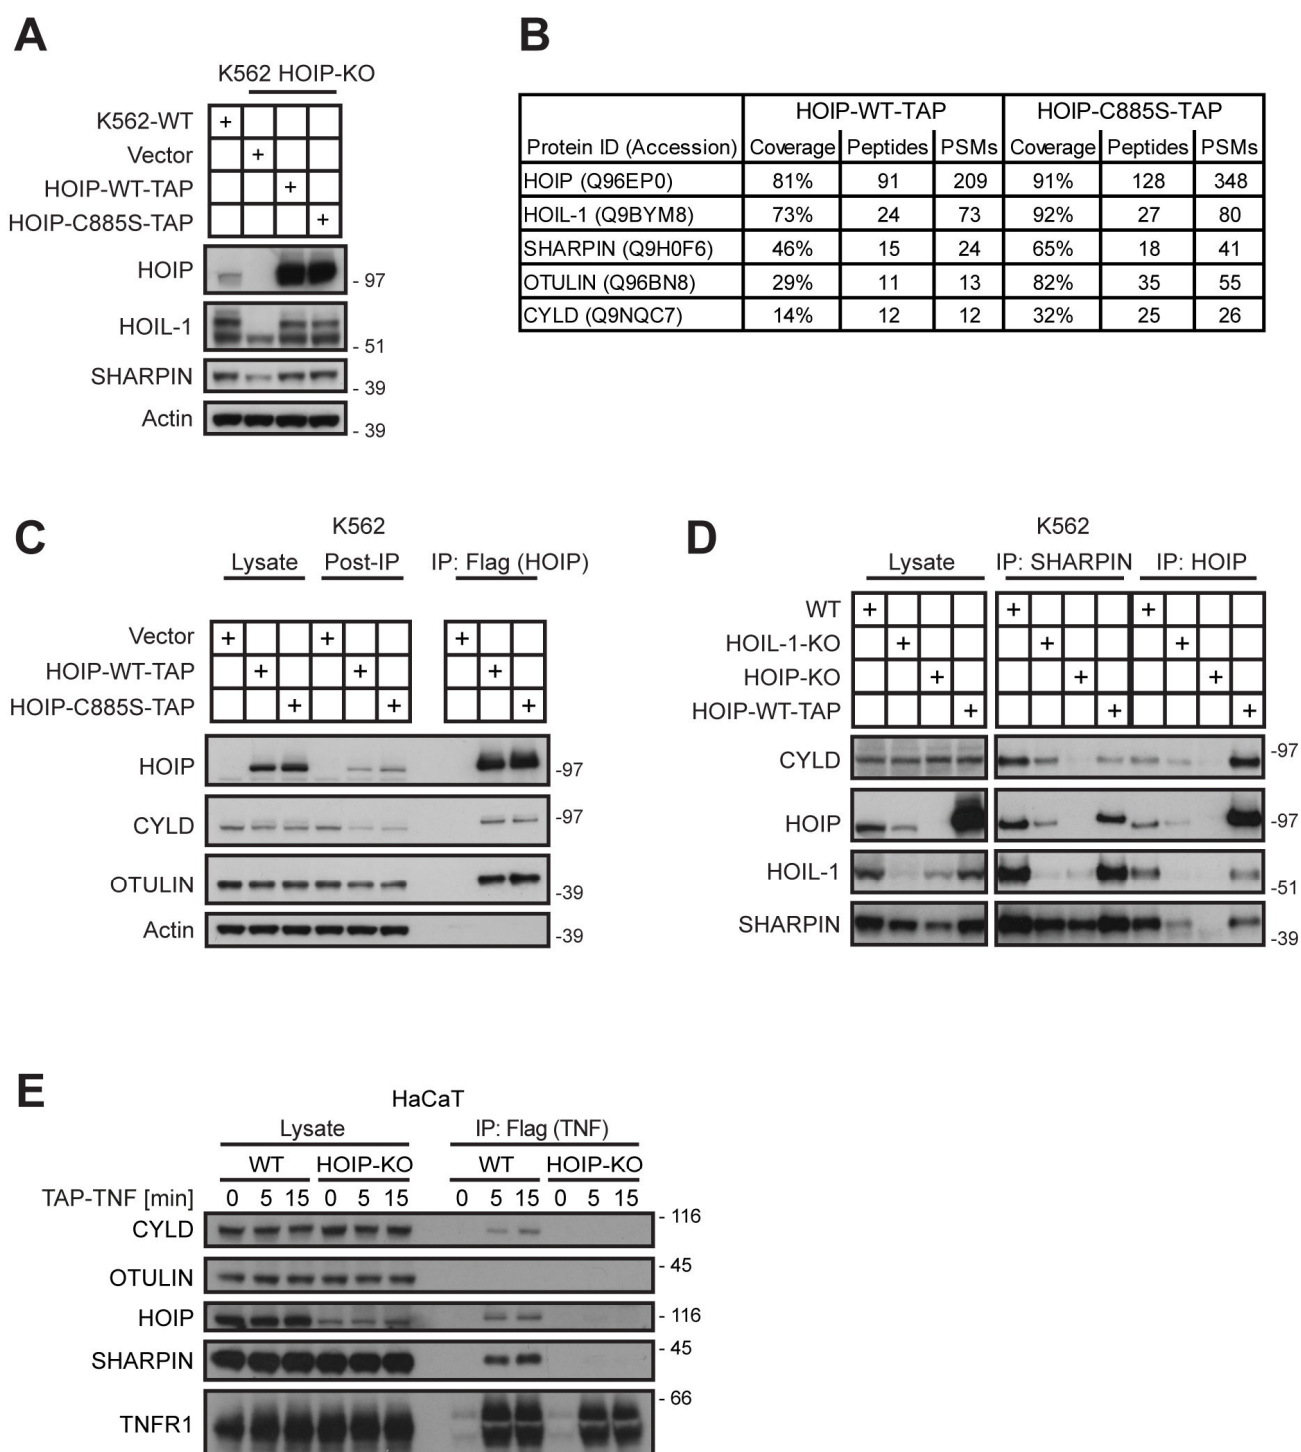 A
K562 HOIP-KO
K562-WT +
Vector +
HOIP-WT-TAP +
HOIP-C885S-TAP +
HOIP - 97
HOIL-1 - 51
SHARPIN - 39
Actin - 39
B
HOIP-WT-TAP HOIP-C885S-TAP
Protein ID (Accession) Coverage Peptides PSMs Coverage Peptides PSMs
HOIP (Q96EP0) 81% 91 209 91% 128 348
HOIL-1 (Q9BYM8) 73% 24 73 92% 27 80
SHARPIN (Q9H0F6) 46% 15 24 65% 18 41
OTULIN (Q96BN8) 29% 11 13 82% 35 55
CYLD (Q9NQC7) 14% 12 12 32% 25 26
C
K562
Lysate Post-IP IP: Flag (HOIP)
Vector + + +
HOIP-WT-TAP + + +
HOIP-C885S-TAP + + +
HOIP -97
CYLD -97
OTULIN -39
Actin -39
D
K562
Lysate IP: SHARPIN IP: HOIP
WT + + +
HOIL-1-KO + + +
HOIP-KO + + +
HOIP-WT-TAP + + +
CYLD -97
HOIP -97
HOIL-1 -51
SHARPIN -39
E
HaCaT
Lysate IP: Flag (TNF)
WT HOIP-KO WT HOIP-KO
TAP-TNF [min] 0 5 15 0 5 15 0 5 15 0 5 15
CYLD - 116
OTULIN - 45
HOIP - 116
SHARPIN - 45
TNFR1 - 66